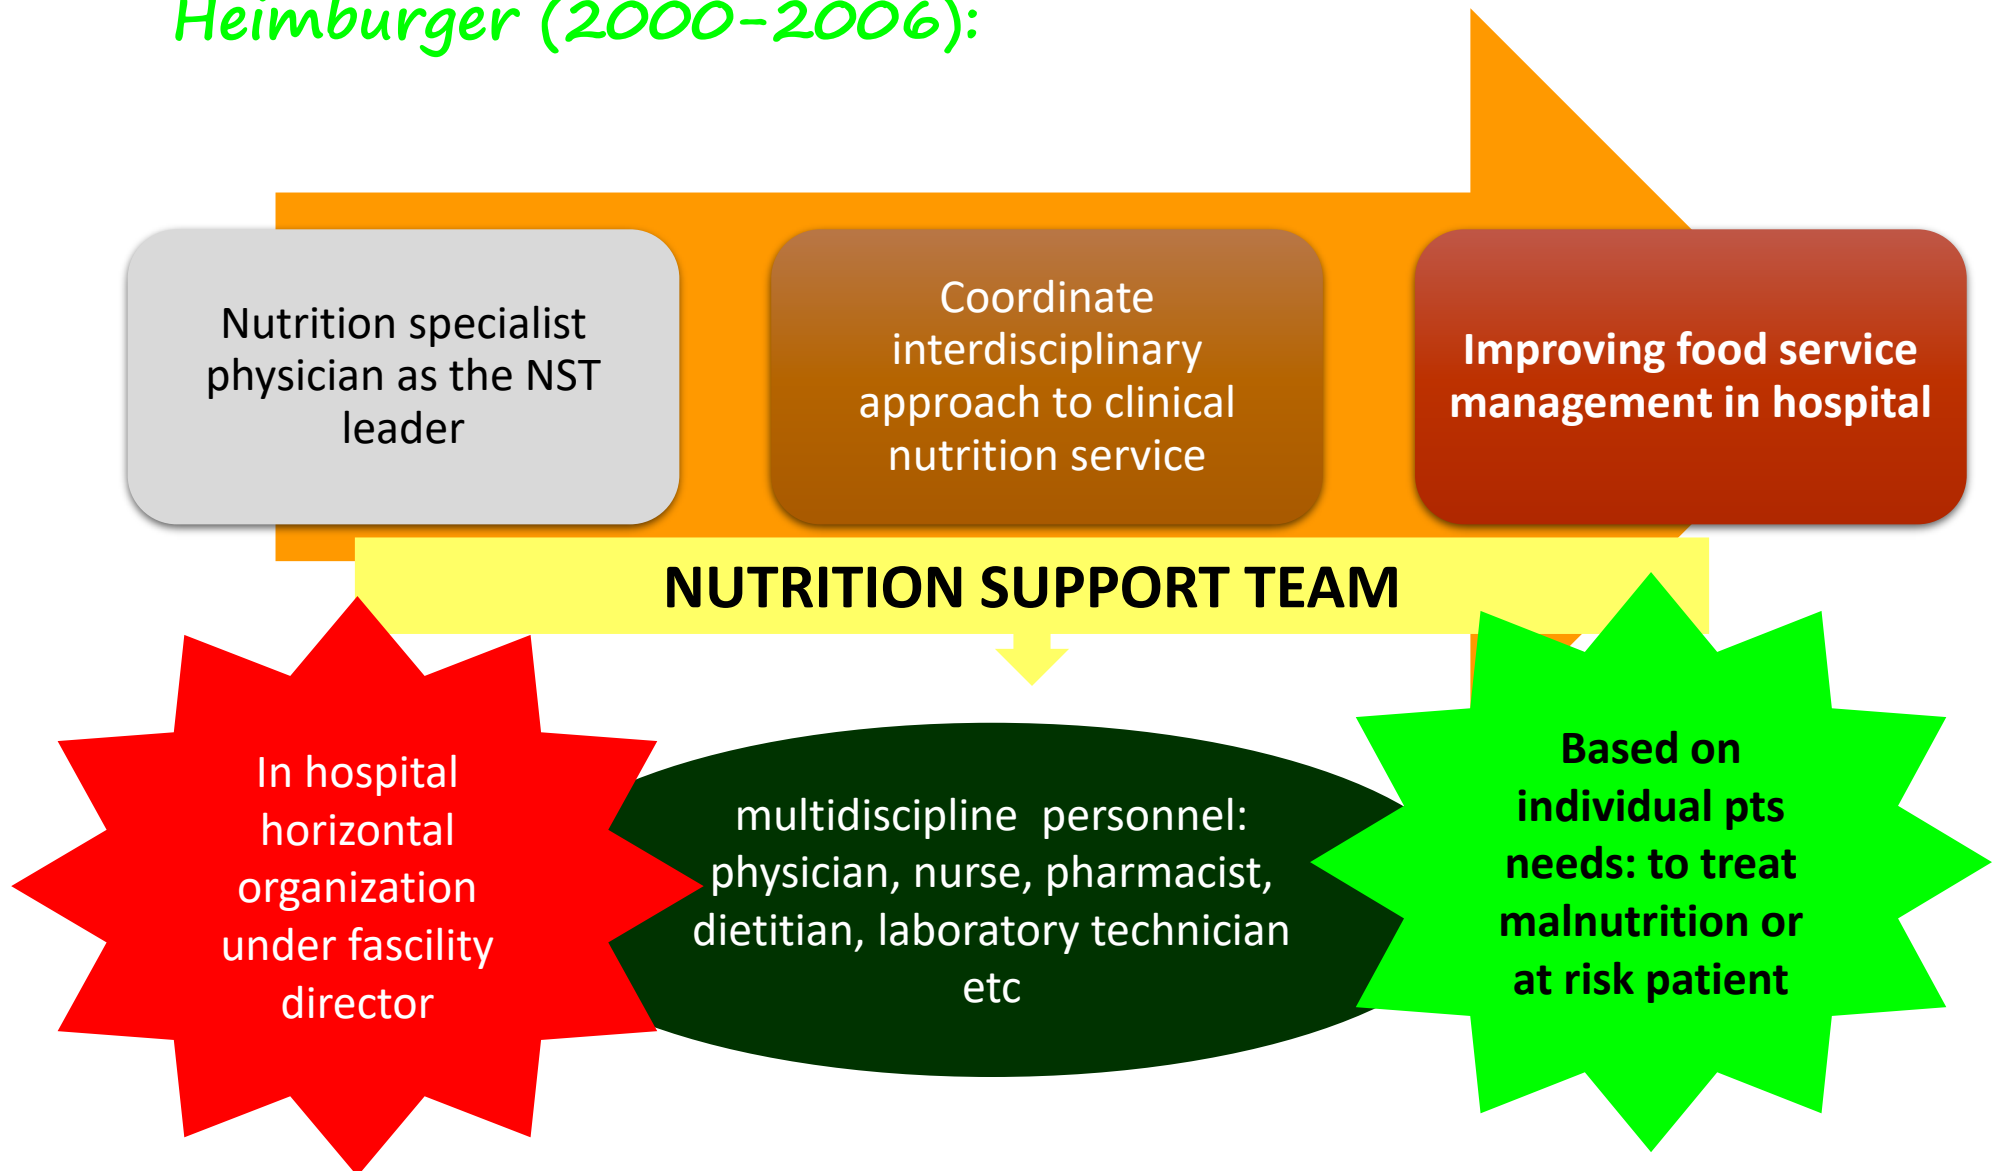 Heimburger (2000-2006):
Nutrition specialist
physician as the NST
leader
Coordinate
interdisciplinary
approach to clinical
nutrition service
Improving food service
management in hospital
NUTRITION SUPPORT TEAM
In hospital
horizontal
organization
under fascility
director
multidiscipline personnel:
physician, nurse, pharmacist,
dietitian, laboratory technician
etc
Based on
individual pts
needs: to treat
malnutrition or
at risk patient